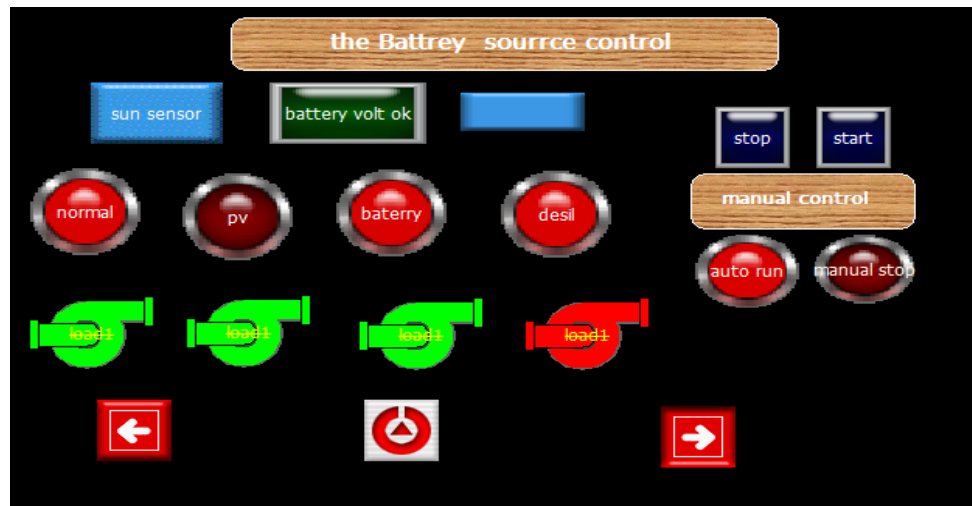 the Battrey sourrce control
sun sensor
battery volt ok
stop
start
manual control
normal
pv
baterry
desil
auto run
manual stop
load1
load1
load1
load1